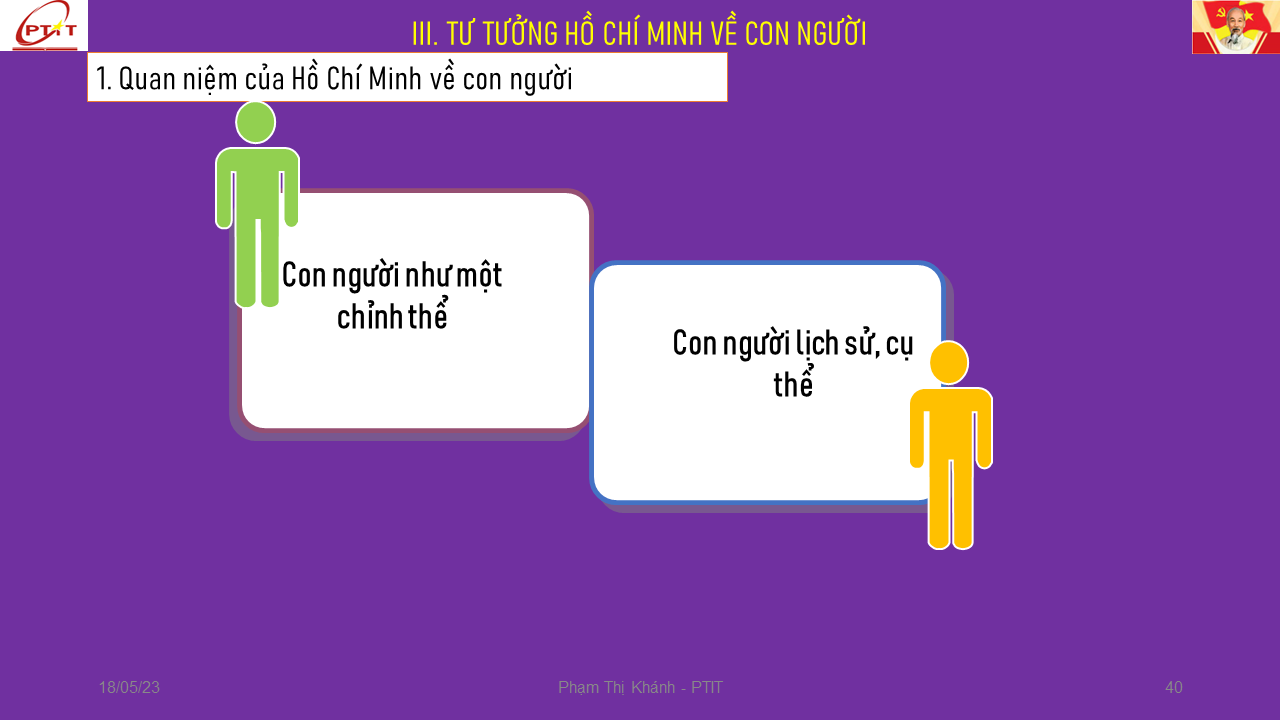 PTIT
III. TƯ TƯỞNG HỒ CHÍ MINH VỀ CON NGƯỜI
1. Quan niệm của Hồ Chí Minh về con người
Con người như một
chỉnh thể
Con người lịch sử, cụ
thể
18/05/23
Phạm Thị Khánh - PTIT
40